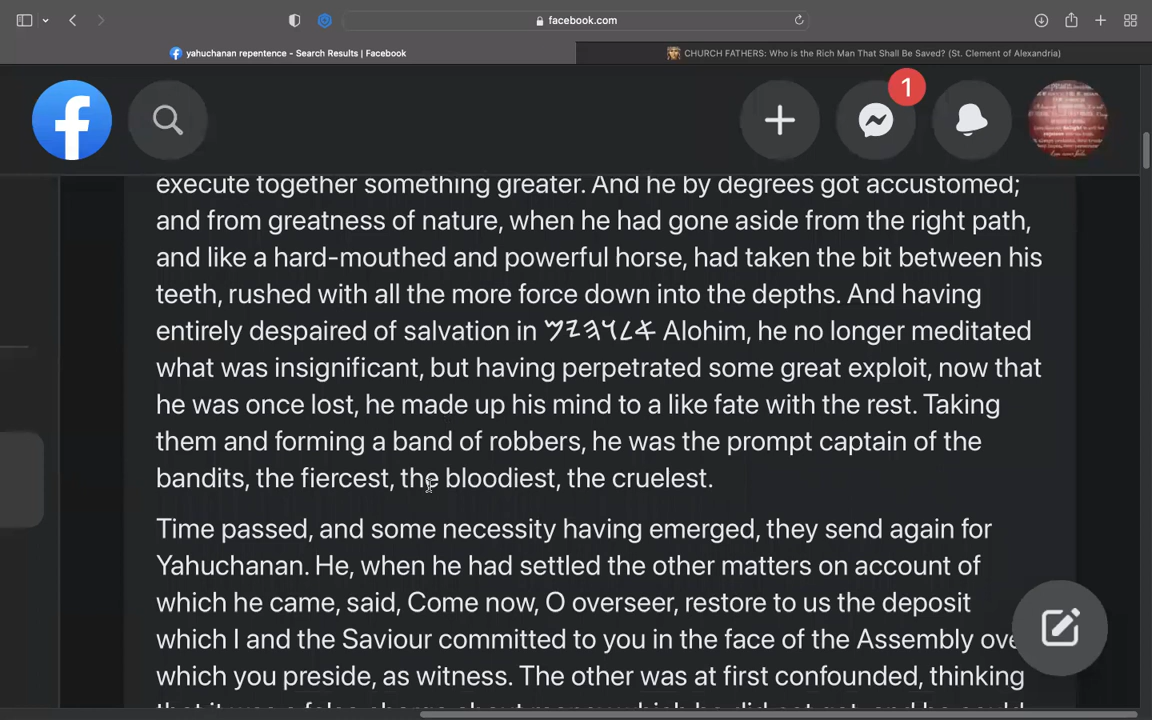 facebook.com
yahuchanan repentence - Search Results | Facebook
CHURCH FATHERS: Who is the Rich Man That Shall Be Saved? (St. Clement of Alexandria)
1
execute together something greater. And he by degrees got accustomed;
and from greatness of nature, when he had gone aside from the right path,
and like a hard-mouthed and powerful horse, had taken the bit between his
teeth, rushed with all the more force down into the depths. And having
entirely despaired of salvation in 𐤀𐤋𐤅𐤄𐤉𐤌 Alohim, he no longer meditated
what was insignificant, but having perpetrated some great exploit, now that
he was once lost, he made up his mind to a like fate with the rest. Taking
them and forming a band of robbers, he was the prompt captain of the
bandits, the fiercest, the bloodiest, the cruelest.
Time passed, and some necessity having emerged, they send again for
Yahuchanan. He, when he had settled the other matters on account of
which he came, said, Come now, O overseer, restore to us the deposit
which I and the Saviour committed to you in the face of the Assembly ove
which you preside, as witness. The other was at first confounded, thinking